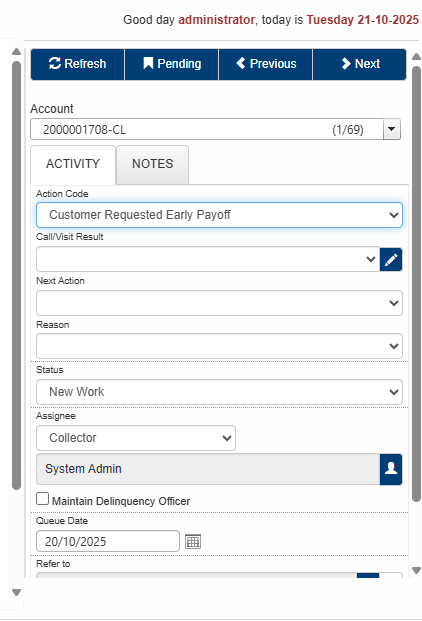 Good day administrator, today is Tuesday 21-10-2025
Refresh Pending Previous Next
Account
2000001708-CL (1/69)
ACTIVITY NOTES
Action Code
Customer Requested Early Payoff
Call/Visit Result
Next Action
Reason
Status
New Work
Assignee
Collector
System Admin
Maintain Delinquency Officer
Queue Date
20/10/2025
Refer to